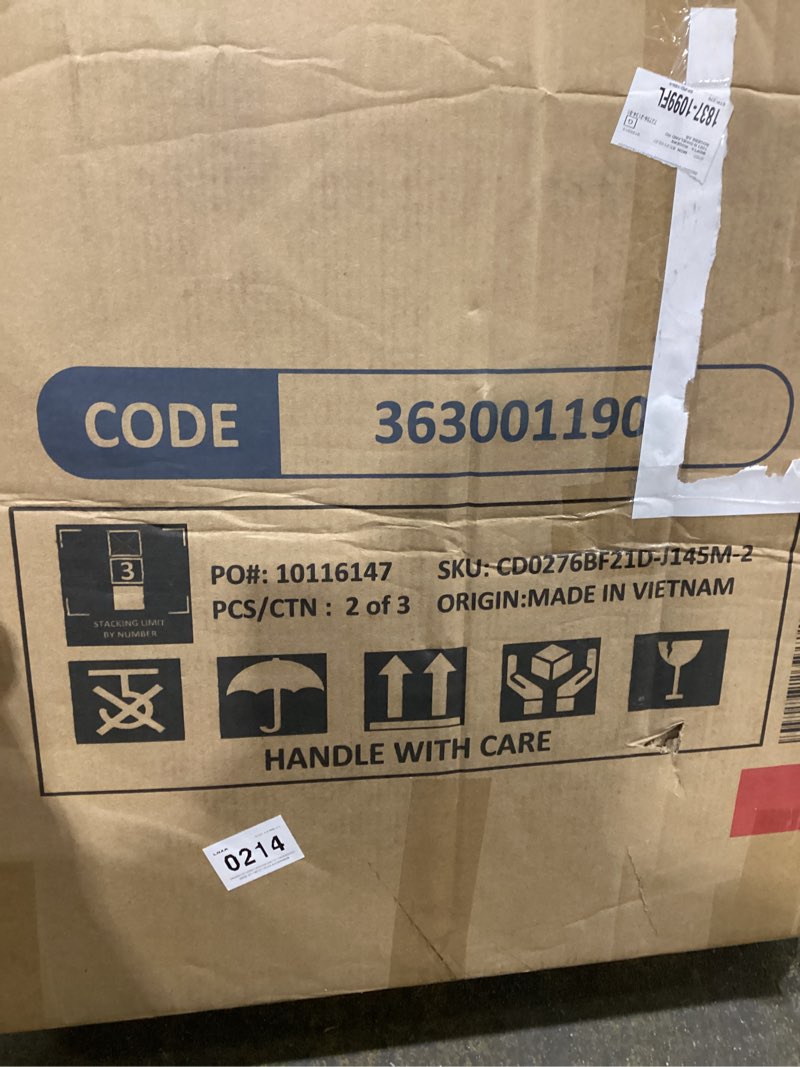 1837-1099FL
CODE
363001190
3
STACKING LIMIT
BY NUMBER
PO#: 10116147
SKU: CD0276BF21D-J145M-2
PCS/CTN : 2 of 3
ORIGIN:MADE IN VIETNAM
HANDLE WITH CARE
0214